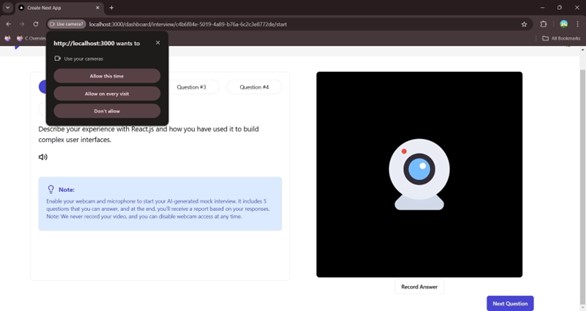 Create Next App
Use camera?
localhost:3000/dashboard/interview/c4b6f84e-5019-4a89-b76a-6c2c3e8772de/start
All Bookmarks
http://localhost:3000 wants to
Use your cameras
Allow this time
Allow on every visit
Don't allow
Question #3
Question #4
Describe your experience with React.js and how you have used it to build
complex user interfaces.
Note:
Enable your webcam and microphone to start your AI-generated mock interview. It includes 5
questions that you can answer, and at the end, you'll receive a report based on your responses.
Note: We never record your video, and you can disable webcam access at any time.
Record Answer
Next Question